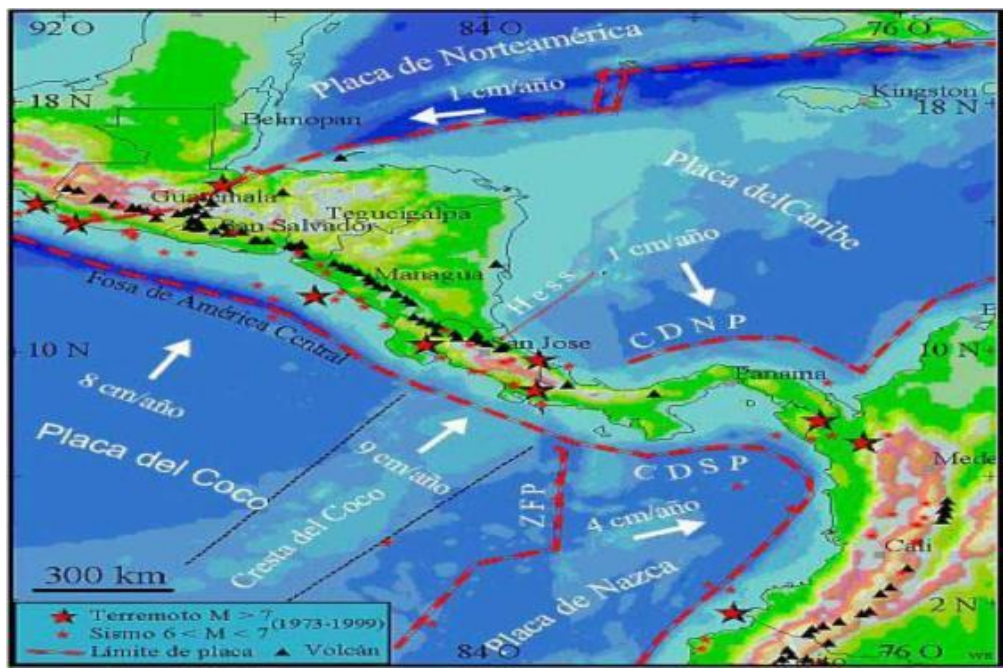 92 O
84 O
76 O
Placa de Norteamérica
1 cm/año
18 N
Kingston
18 N
Belmopan
Placa del Caribe
Guatemala
Tegucigalpa
San Salvador
1 cm/año
Managua
Hess
Fosa de América Central
CDNP
10 N
San Jose
10 N
Panama
8 cm/año
Placa del Coco
9 cm/año
CDSP
Mede
ZFP
4 cm/año
Cresta del Coco
Cali
300 km
Placa de Nazca
2 N
Terremoto M > 7
Sismo 6 < M < 7 (1973-1999)
Límite de placa
Volcán
84 O
76 O